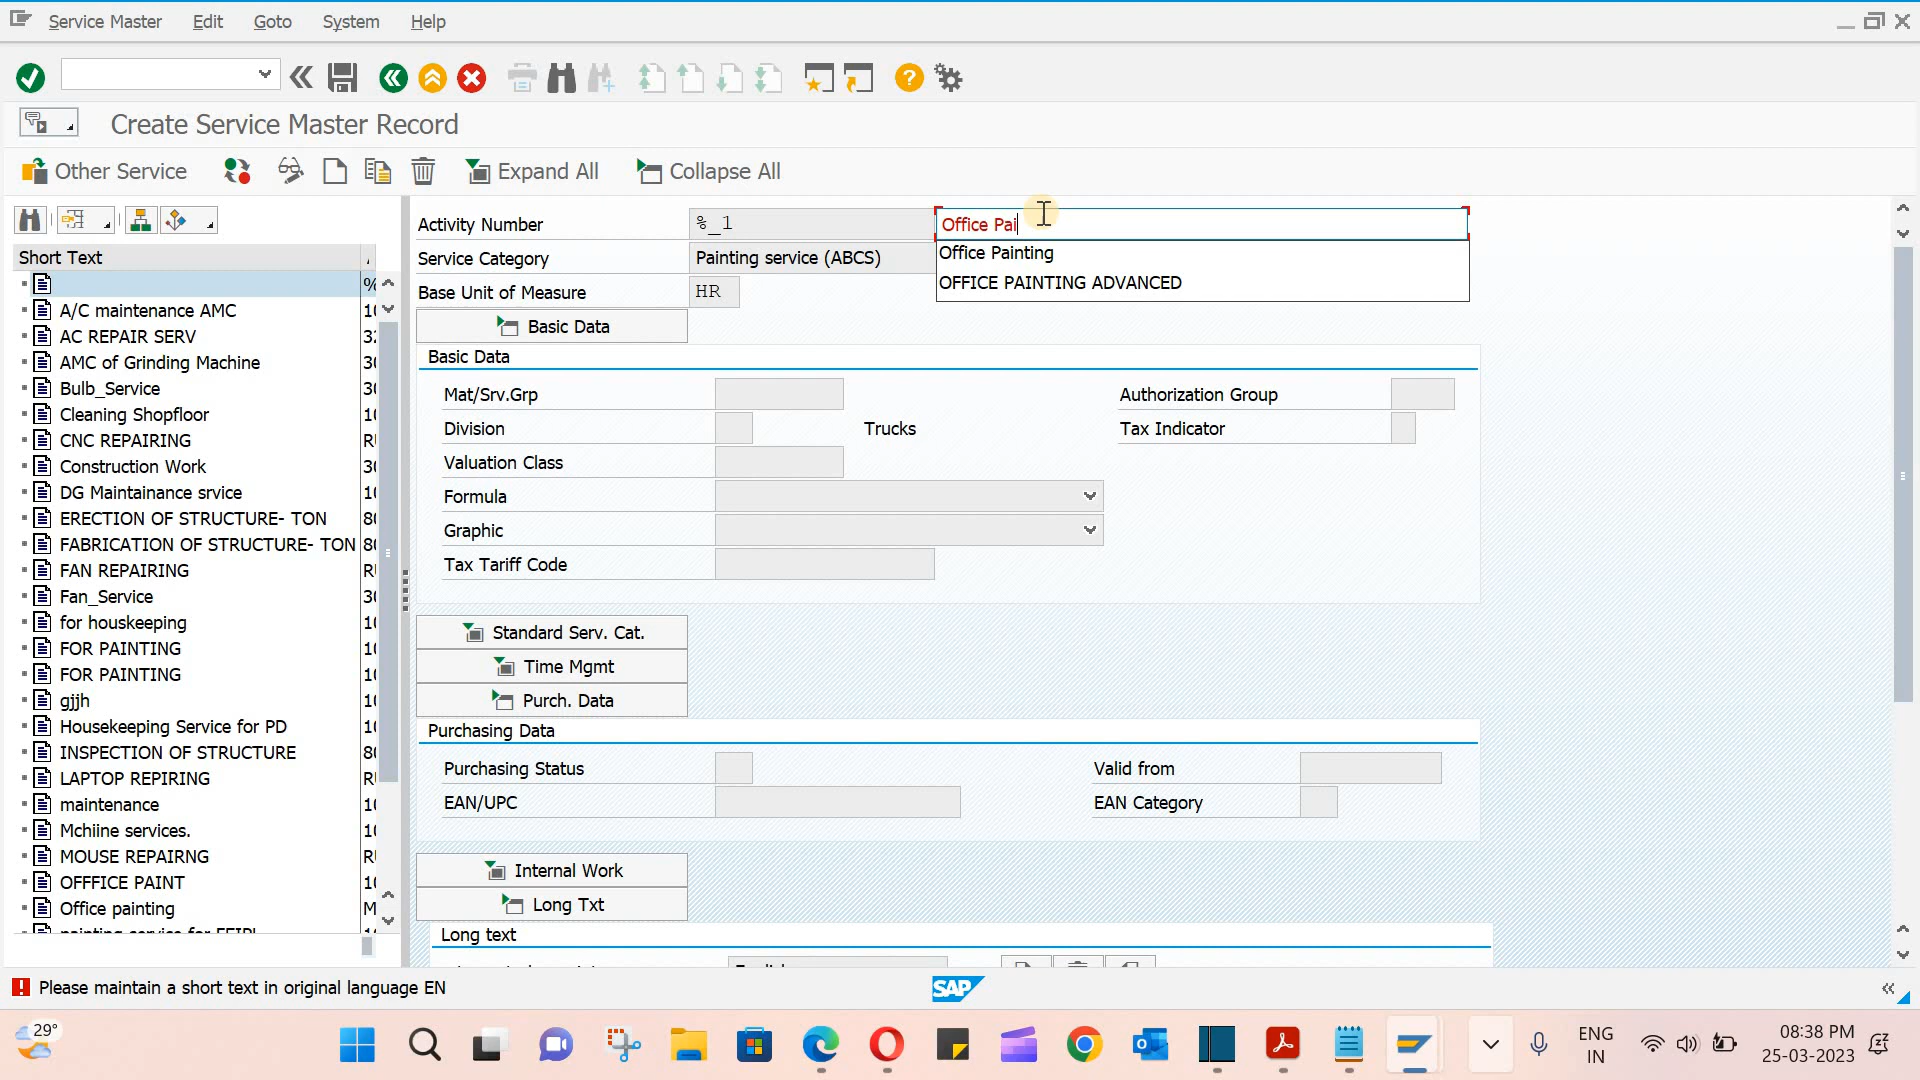 Service Master Edit Goto System Help
Create Service Master Record
Other Service Expand All Collapse All
Short Text
A/C maintenance AMC
AC REPAIR SERV
AMC of Grinding Machine
Bulb_Service
Cleaning Shopfloor
CNC REPAIRING
Construction Work
DG Maintainance srvice
ERECTION OF STRUCTURE- TON
FABRICATION OF STRUCTURE- TON
FAN REPAIRING
Fan_Service
for houskeeping
FOR PAINTING
FOR PAINTING
gjjh
Housekeeping Service for PD
INSPECTION OF STRUCTURE
LAPTOP REPIRING
maintenance
Mchiine services.
MOUSE REPAIRNG
OFFFICE PAINT
Office painting
Activity Number %_1 Office Pai
Office Painting
OFFICE PAINTING ADVANCED
Service Category Painting service (ABCS)
Base Unit of Measure HR
Basic Data
Basic Data
Mat/Srv.Grp Authorization Group
Division Trucks Tax Indicator
Valuation Class
Formula
Graphic
Tax Tariff Code
Standard Serv. Cat.
Time Mgmt
Purch. Data
Purchasing Data
Purchasing Status Valid from
EAN/UPC EAN Category
Internal Work
Long Txt
Long text
Please maintain a short text in original language EN
SAP
29°
ENG
IN
08:38 PM
25-03-2023